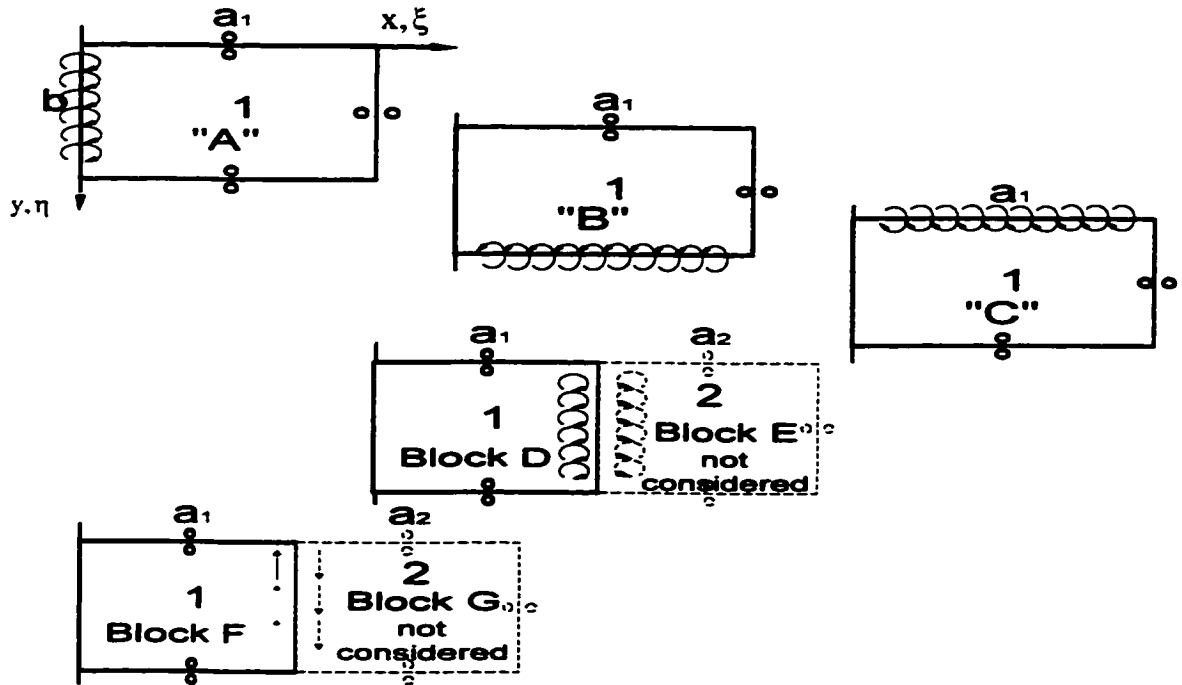 a₁
x, ξ
b
1
"A"
y, η
a₁
1
"B"
a₁
1
"C"
a₁
a₂
1
2
Block D
Block E
not
considered
a₁
a₂
1
2
Block F
Block G
not
considered